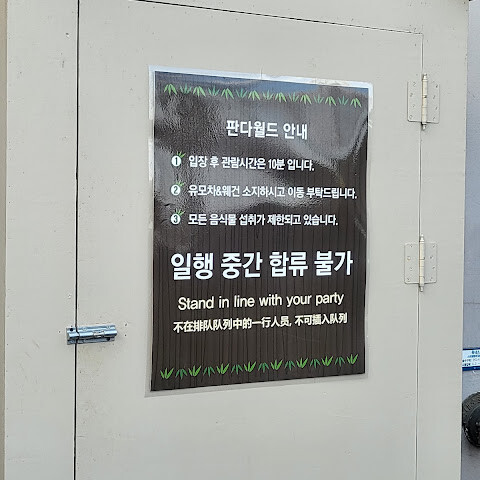 판다월드 안내
1 입장 후 관람시간은 10분 입니다.
2 유모차&웨건 소지하시고 이동 부탁드립니다.
3 모든 음식물 섭취가 제한되고 있습니다.
일행 중간 합류 불가
Stand in line with your party
不在排队队列中的一行人员, 不可插入队列